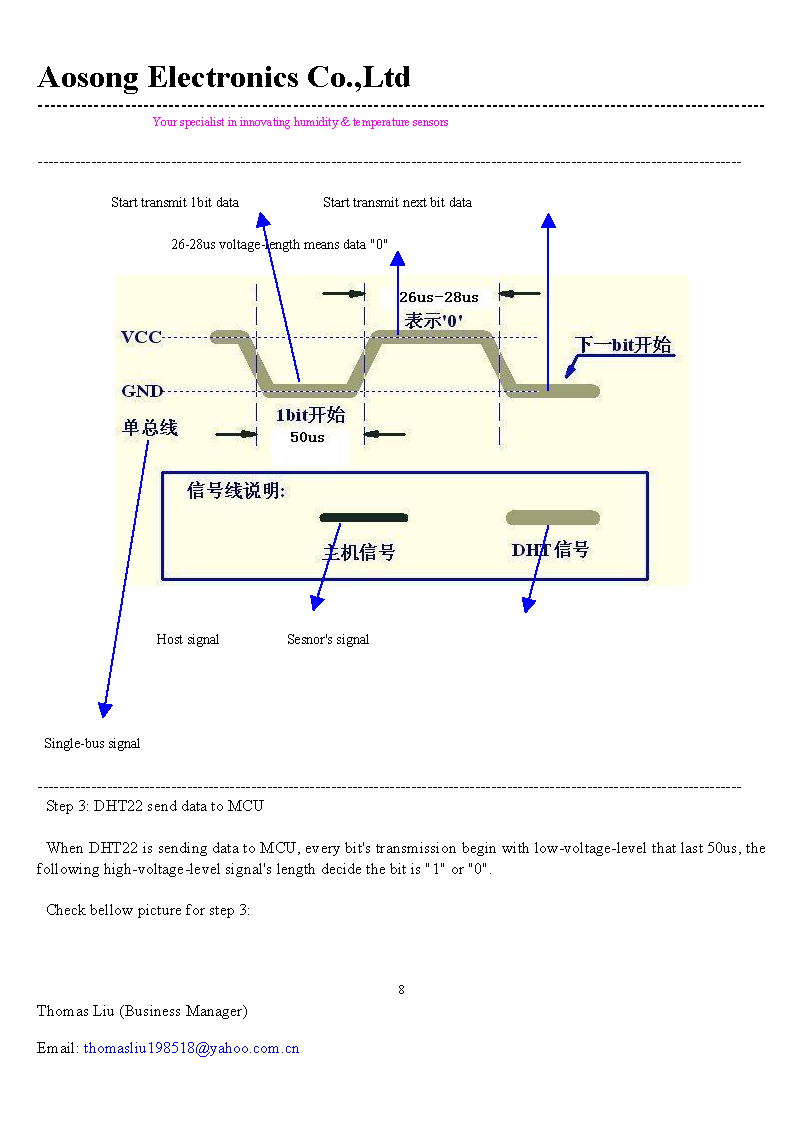 Aosong Electronics Co.,Ltd
Your specialist in innovating humidity & temperature sensors
Start transmit 1bit data Start transmit next bit data
26-28us voltage-length means data "0"
26us-28us
表示'0'
VCC
下一bit开始
GND
1bit开始
单总线
50us
信号线说明:
主机信号 DHT信号
Host signal Sesnor's signal
Single-bus signal
Step 3: DHT22 send data to MCU
When DHT22 is sending data to MCU, every bit's transmission begin with low-voltage-level that last 50us, the
following high-voltage-level signal's length decide the bit is "1" or "0".
Check bellow picture for step 3:
8
Thomas Liu (Business Manager)
Email: thomasliu198518@yahoo.com.cn